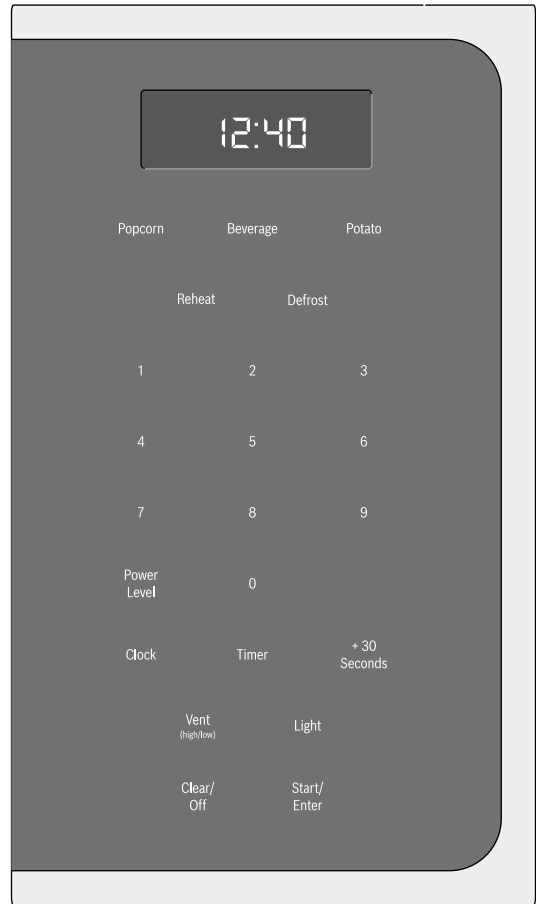 12:40
Popcorn Beverage Potato
Reheat Defrost
1 2 3
4 5 6
7 8 9
Power
Level
0
Clock Timer
+ 30
Seconds
Vent
(high/low)
Light
Clear/
Off
Start/
Enter